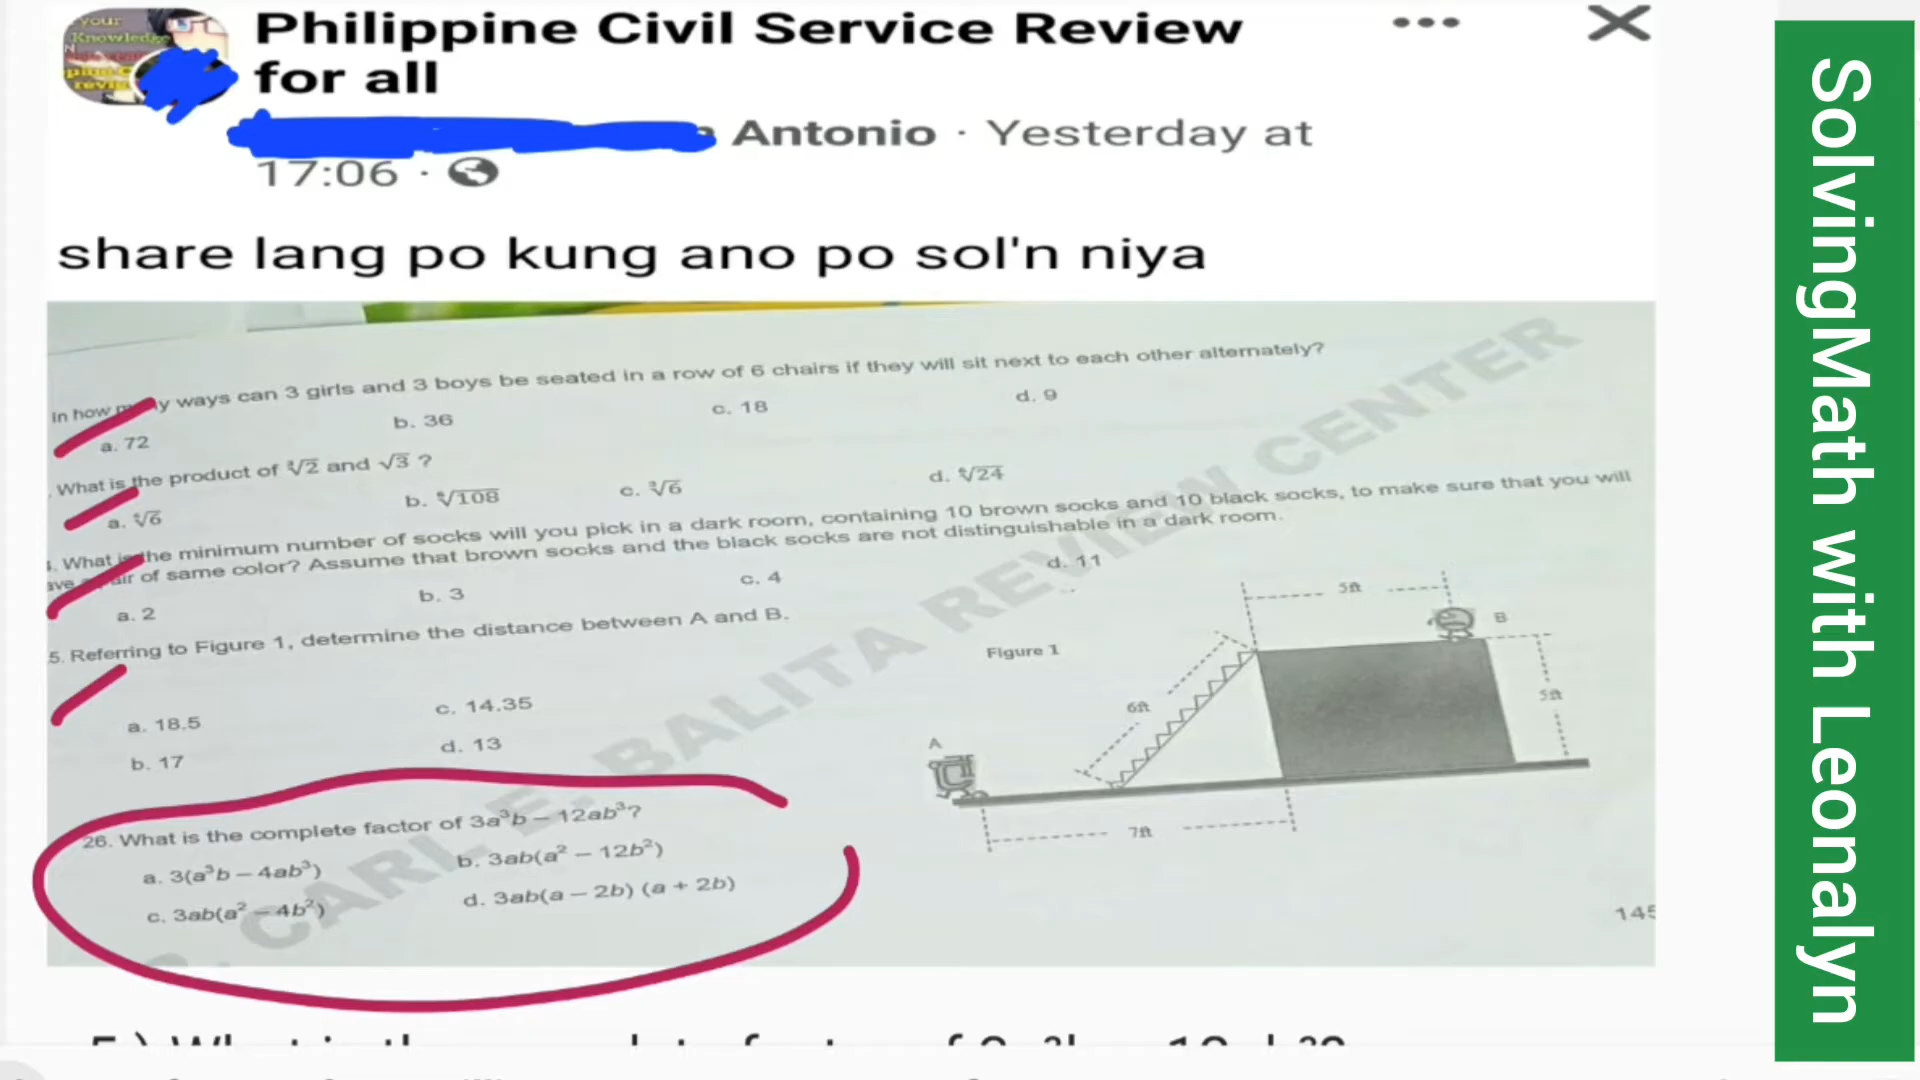 Philippine Civil Service Review
for all
Antonio · Yesterday at
17:06 ·
share lang po kung ano po sol'n niya
In how ways can 3 girls and 3 boys be seated in a row of 6 chairs if they will sit next to each other alternately?
a. 72 b. 36 c. 18 d. 9
What is the product of ∛2 and √3 ?
a. ⁶√6 b. ⁶√108 c. ∛6 d. ⁶√24
What is the minimum number of socks will you pick in a dark room, containing 10 brown socks and 10 black socks, to make sure that you will
pair of same color? Assume that brown socks and the black socks are not distinguishable in a dark room.
a. 2 b. 3 c. 4 d. 11
5. Referring to Figure 1, determine the distance between A and B.
a. 18.5 c. 14.35
b. 17 d. 13
Figure 1
5ft
B
6ft
5ft
A
7ft
26. What is the complete factor of 3a³b – 12ab³?
a. 3(a³b – 4ab³) b. 3ab(a² – 12b²)
c. 3ab(a² – 4b²) d. 3ab(a – 2b) (a + 2b)
145
CARL E. BALITA REVIEW CENTER
SolvingMath with Leonalyn